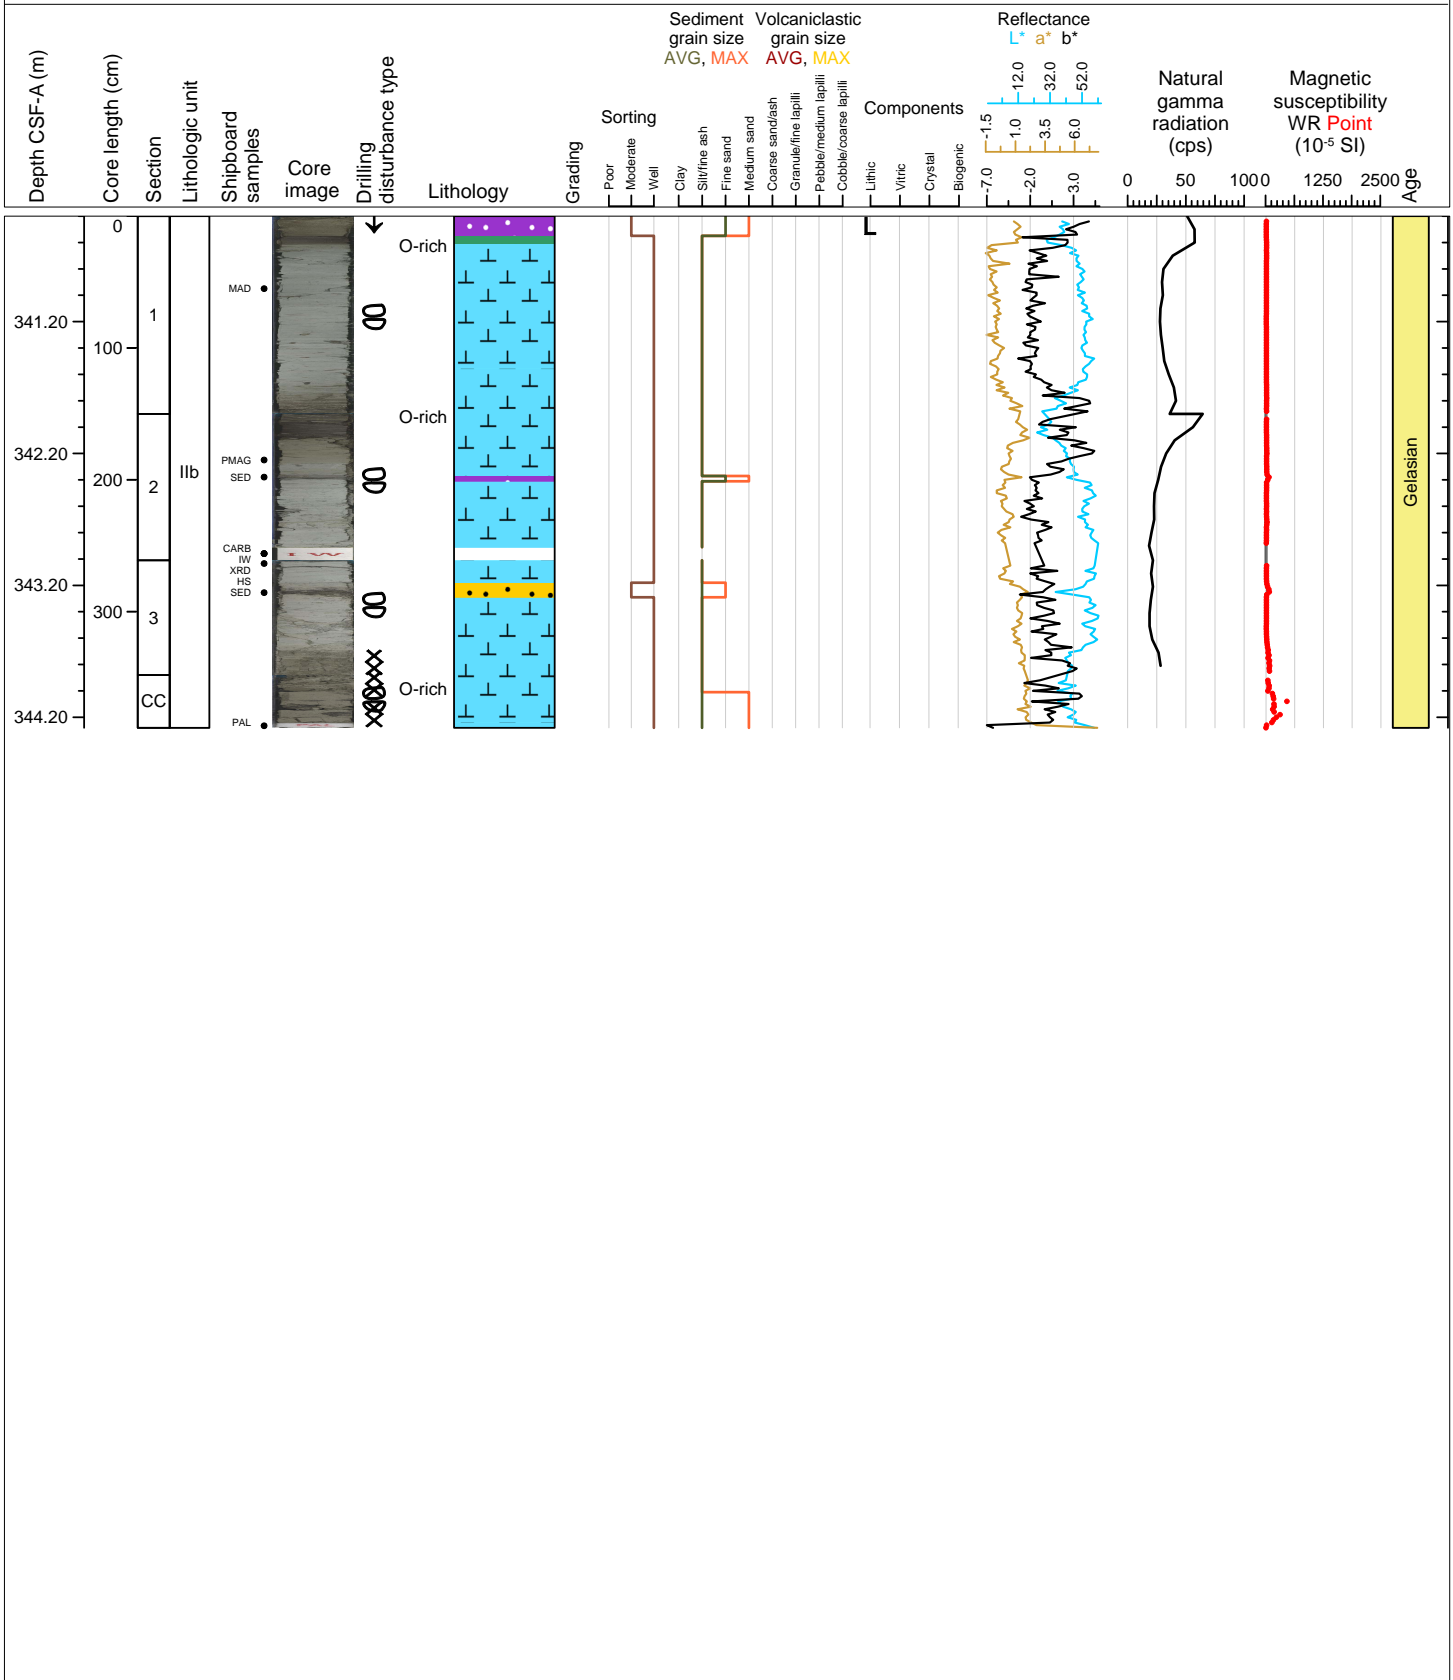 Depth CSF-A (m)
Core length (cm)
Section
Lithologic unit
Shipboard
samples
Core
image
Drilling
disturbance type
Lithology
Grading
Sorting
Poor
Moderate
Well
Sediment
grain size
AVG, MAX
Volcaniclastic
grain size
AVG, MAX
Clay
Silt/fine ash
Fine sand
Medium sand
Coarse sand/ash
Granule/fine lapilli
Pebble/medium lapilli
Cobble/coarse lapilli
Components
Lithic
Vitric
Crystal
Biogenic
Reflectance
L* a* b*
12.0 32.0 52.0
-1.5 1.0 3.5 6.0
-7.0 -2.0 3.0
Natural
gamma
radiation
(cps)
0 50 100
Magnetic
susceptibility
WR Point
(10-5 SI)
0 1250 2500
Age
0
O-rich
L
MAD
341.20
1
100
O-rich
342.20
PMAG
IIb
SED
200
2
Gelasian
CARB
IW
XRD
343.20
HS
SED
300
3
O-rich
CC
344.20
PAL